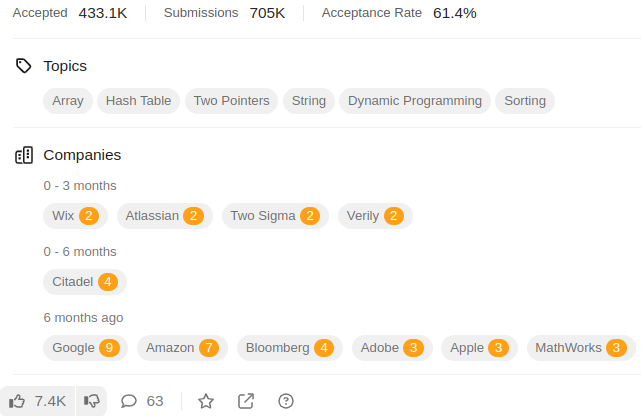 Accepted 433.1K Submissions 705K Acceptance Rate 61.4%
Topics
Array Hash Table Two Pointers String Dynamic Programming Sorting
Companies
0 - 3 months
Wix 2 Atlassian 2 Two Sigma 2 Verily 2
0 - 6 months
Citadel 4
6 months ago
Google 9 Amazon 7 Bloomberg 4 Adobe 3 Apple 3 MathWorks 3
7.4K 63